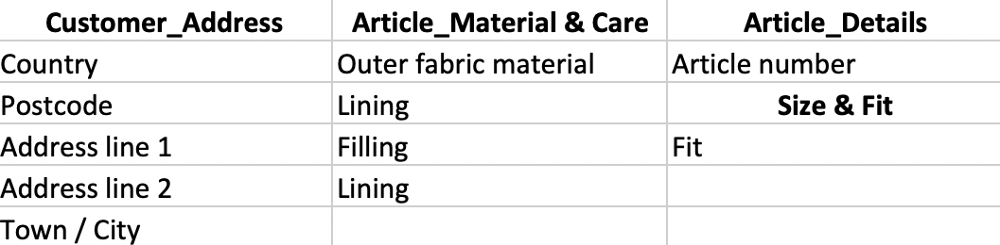 Customer_Address Article_Material & Care Article_Details
Country Outer fabric material Article number
Postcode Lining Size & Fit
Address line 1 Filling Fit
Address line 2 Lining
Town / City